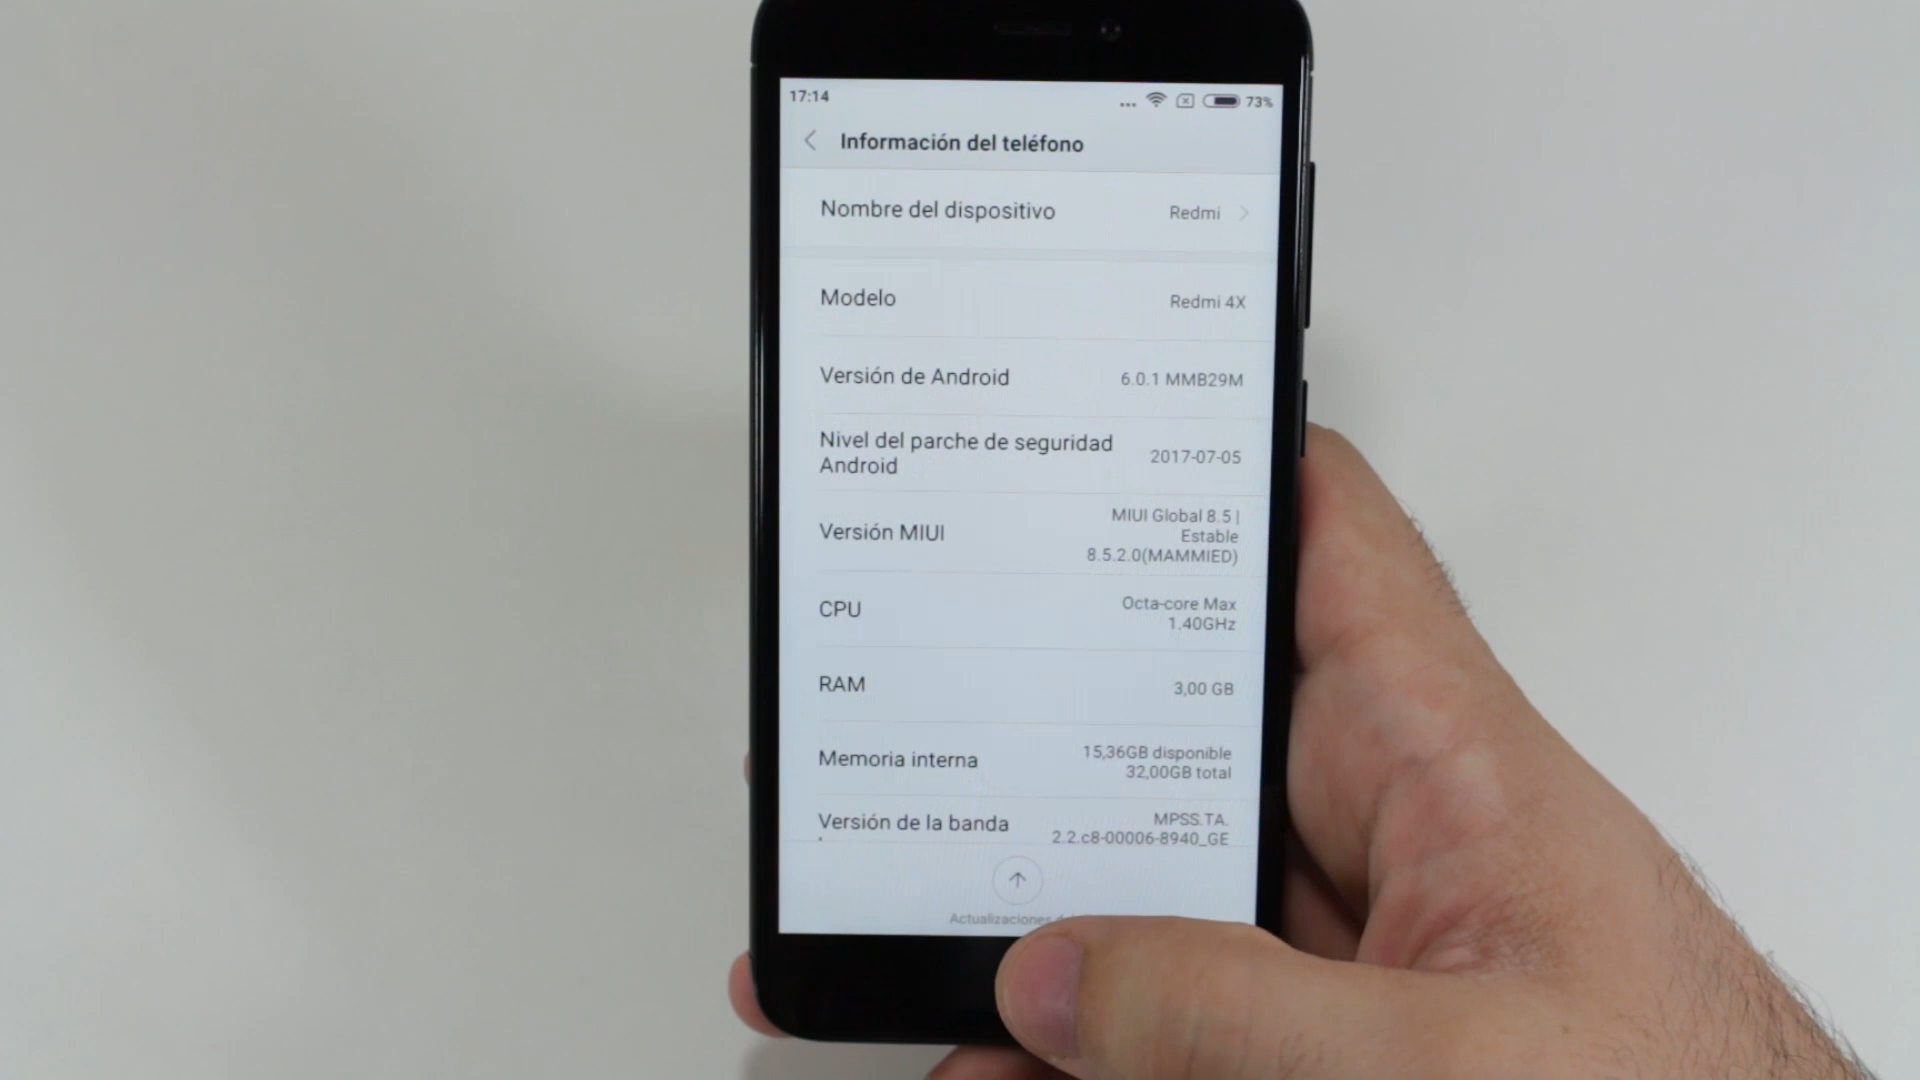 17:14
... 73%
Información del teléfono
Nombre del dispositivo Redmi
Modelo Redmi 4X
Versión de Android 6.0.1 MMB29M
Nivel del parche de seguridad
Android
2017-07-05
Versión MIUI
MIUI Global 8.5 |
Estable
8.5.2.0(MAMMIED)
CPU
Octa-core Max
1.40GHz
RAM 3,00 GB
Memoria interna
15,36GB disponible
32,00GB total
Versión de la banda
MPSS.TA.
2.2.c8-00006-8940_GE
Actualizaciones